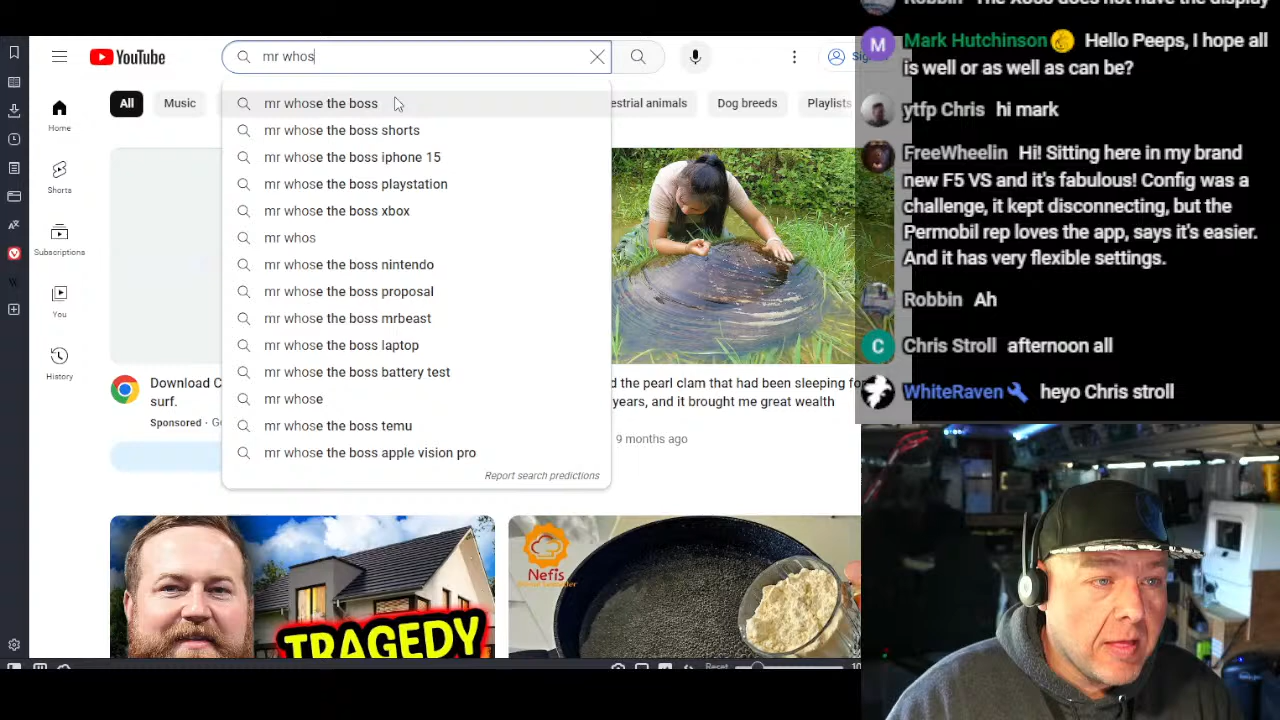 YouTube
mr whos
Sig
All
Music
estrial animals
Dog breeds
Playlists
Home
Shorts
Subscriptions
You
History
mr whose the boss
mr whose the boss shorts
mr whose the boss iphone 15
mr whose the boss playstation
mr whose the boss xbox
mr whos
mr whose the boss nintendo
mr whose the boss proposal
mr whose the boss mrbeast
mr whose the boss laptop
mr whose the boss battery test
mr whose
mr whose the boss temu
mr whose the boss apple vision pro
Report search predictions
Download C
surf.
Sponsored · G
d the pearl clam that had been sleeping for
years, and it brought me great wealth
9 months ago
TRAGEDY
Nefis
Reset
10
M
Mark Hutchinson Hello Peeps, I hope all
is well or as well as can be?
ytfp Chris hi mark
FreeWheelin Hi! Sitting here in my brand
new F5 VS and it's fabulous! Config was a
challenge, it kept disconnecting, but the
Permobil rep loves the app, says it's easier.
And it has very flexible settings.
Robbin Ah
C
Chris Stroll afternoon all
WhiteRaven heyo Chris stroll